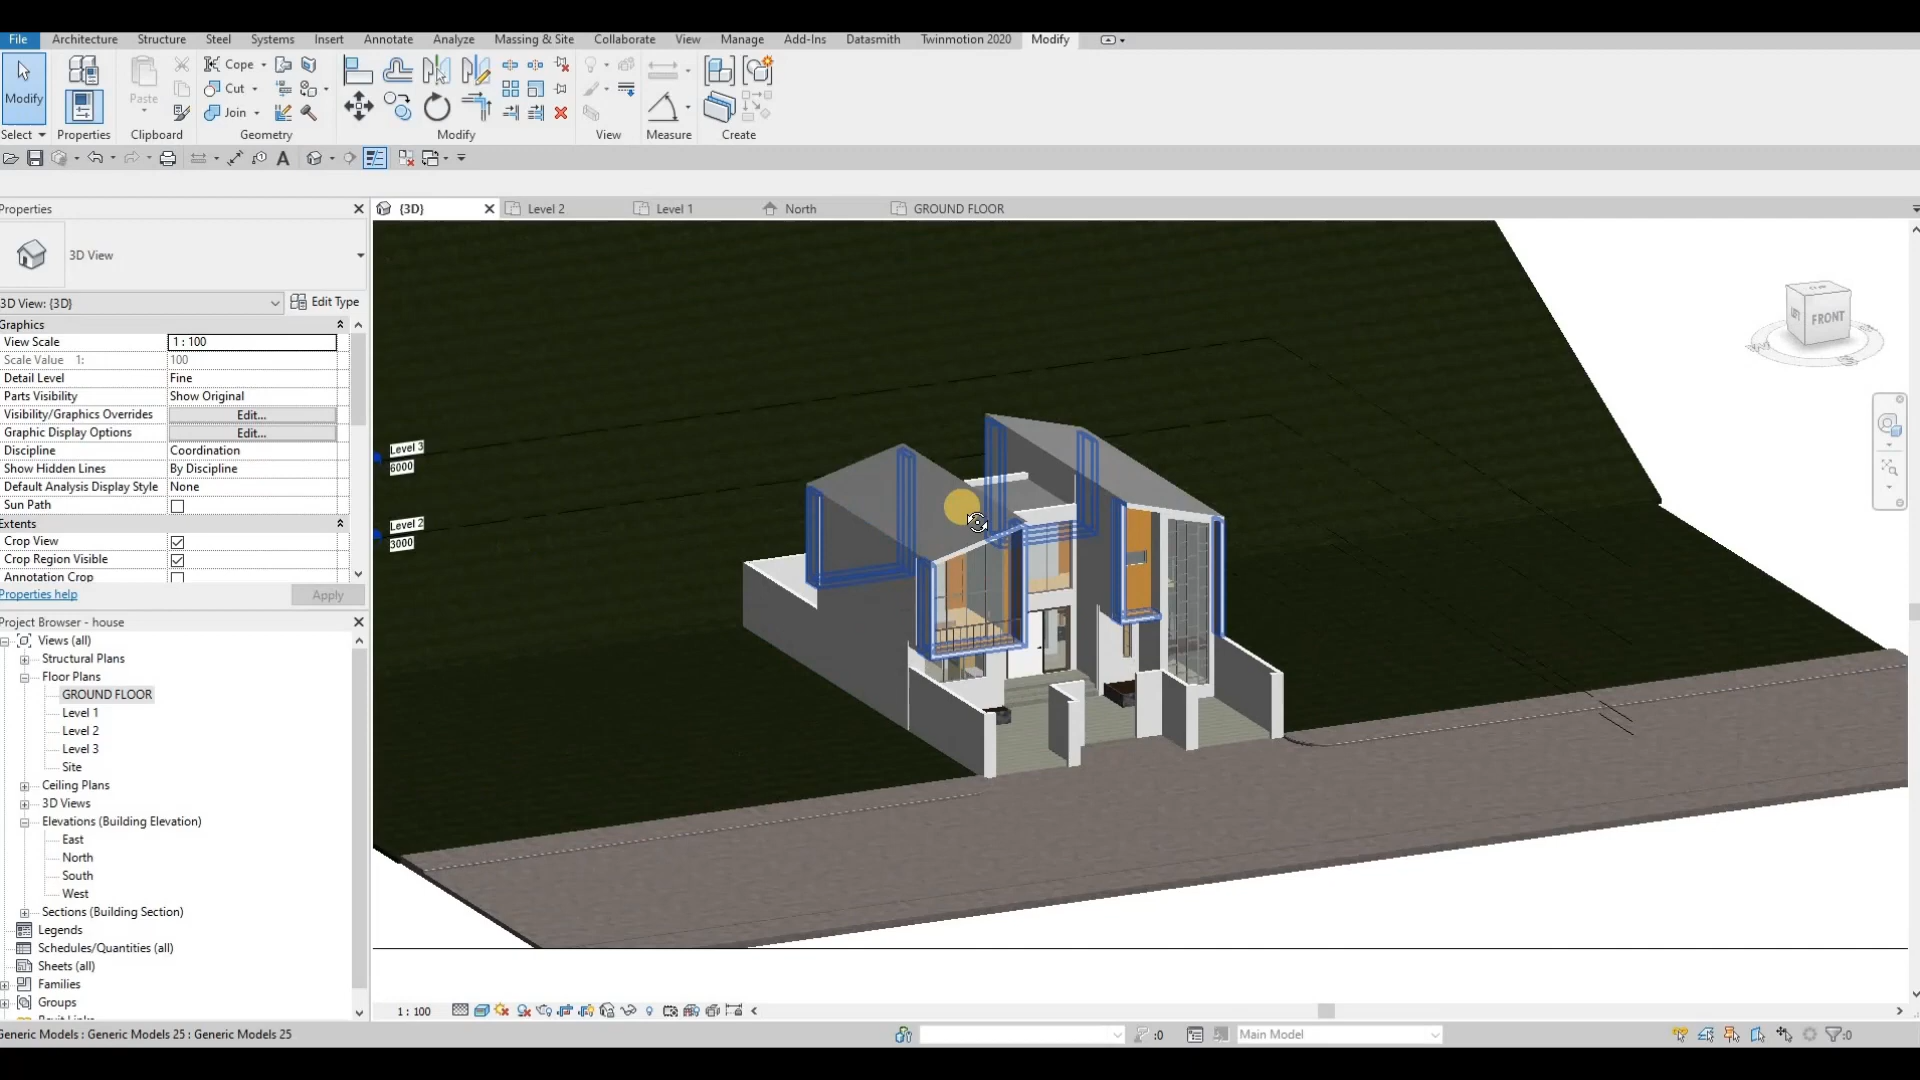 File Architecture Structure Steel Systems Insert Annotate Analyze Massing & Site Collaborate View Manage Add-Ins Datasmith Twinmotion 2020 Modify
Cope
Cut
Join
Modify Paste
Select Properties Clipboard Geometry Modify View Measure Create
Properties
{3D} Level 2 Level 1 North GROUND FLOOR
3D View
3D View: {3D} Edit Type
Graphics
View Scale 1 : 100
Scale Value 1: 100
Detail Level Fine
Parts Visibility Show Original
Visibility/Graphics Overrides Edit...
Graphic Display Options Edit...
Discipline Coordination
Show Hidden Lines By Discipline
Default Analysis Display Style None
Sun Path
Extents
Crop View
Crop Region Visible
Annotation Crop
Properties help Apply
Level 3
6000
Level 2
3000
FRONT
Project Browser - house
Views (all)
Structural Plans
Floor Plans
GROUND FLOOR
Level 1
Level 2
Level 3
Site
Ceiling Plans
3D Views
Elevations (Building Elevation)
East
North
South
West
Sections (Building Section)
Legends
Schedules/Quantities (all)
Sheets (all)
Families
Groups
1 : 100
Generic Models : Generic Models 25 : Generic Models 25
:0 Main Model :0